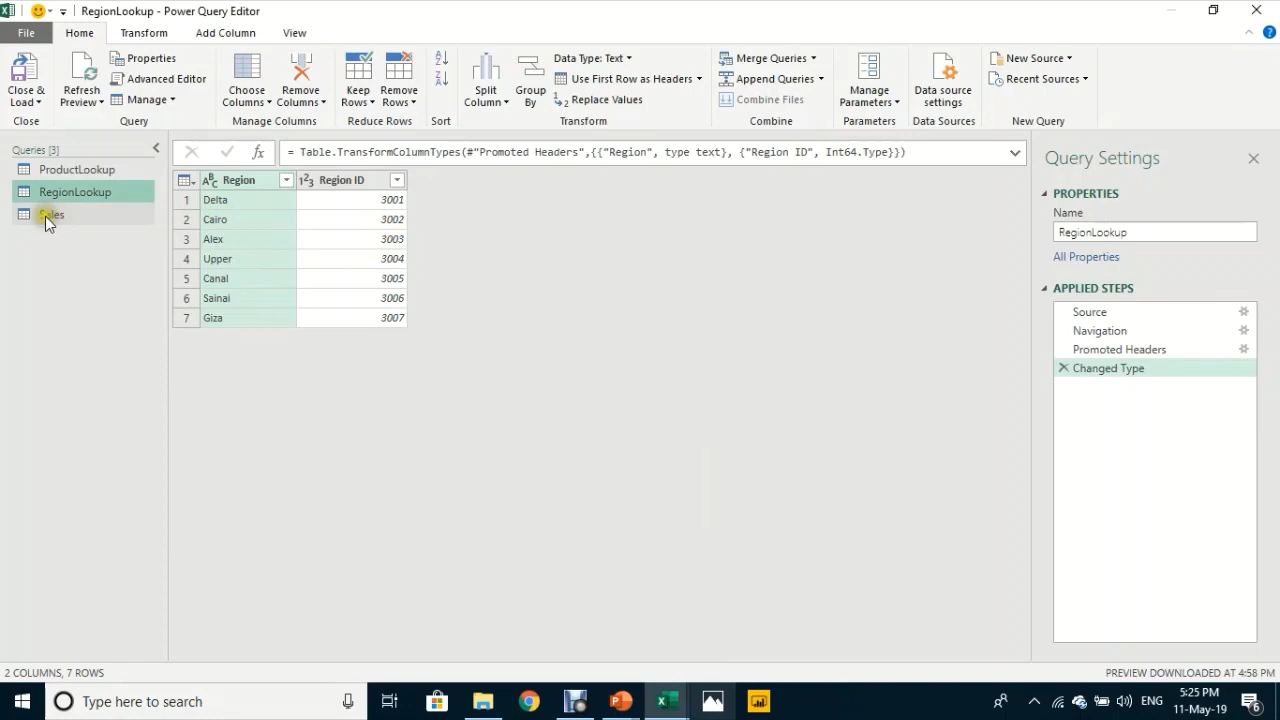 RegionLookup - Power Query Editor
File Home Transform Add Column View
Close & Load
Close
Refresh Preview
Properties
Advanced Editor
Manage
Query
Choose Columns
Remove Columns
Manage Columns
Keep Rows
Remove Rows
Reduce Rows
Sort
Split Column
Group By
Data Type: Text
Use First Row as Headers
Replace Values
Transform
Merge Queries
Append Queries
Combine Files
Combine
Manage Parameters
Parameters
Data source settings
Data Sources
New Source
Recent Sources
New Query
Queries [3]
ProductLookup
RegionLookup
Sales
= Table.TransformColumnTypes(#"Promoted Headers",{{"Region", type text}, {"Region ID", Int64.Type}})
Region Region ID
1 Delta 3001
2 Cairo 3002
3 Alex 3003
4 Upper 3004
5 Canal 3005
6 Sainai 3006
7 Giza 3007
Query Settings
PROPERTIES
Name
RegionLookup
All Properties
APPLIED STEPS
Source
Navigation
Promoted Headers
Changed Type
2 COLUMNS, 7 ROWS
PREVIEW DOWNLOADED AT 4:58 PM
Type here to search
ENG
5:25 PM
11-May-19
6